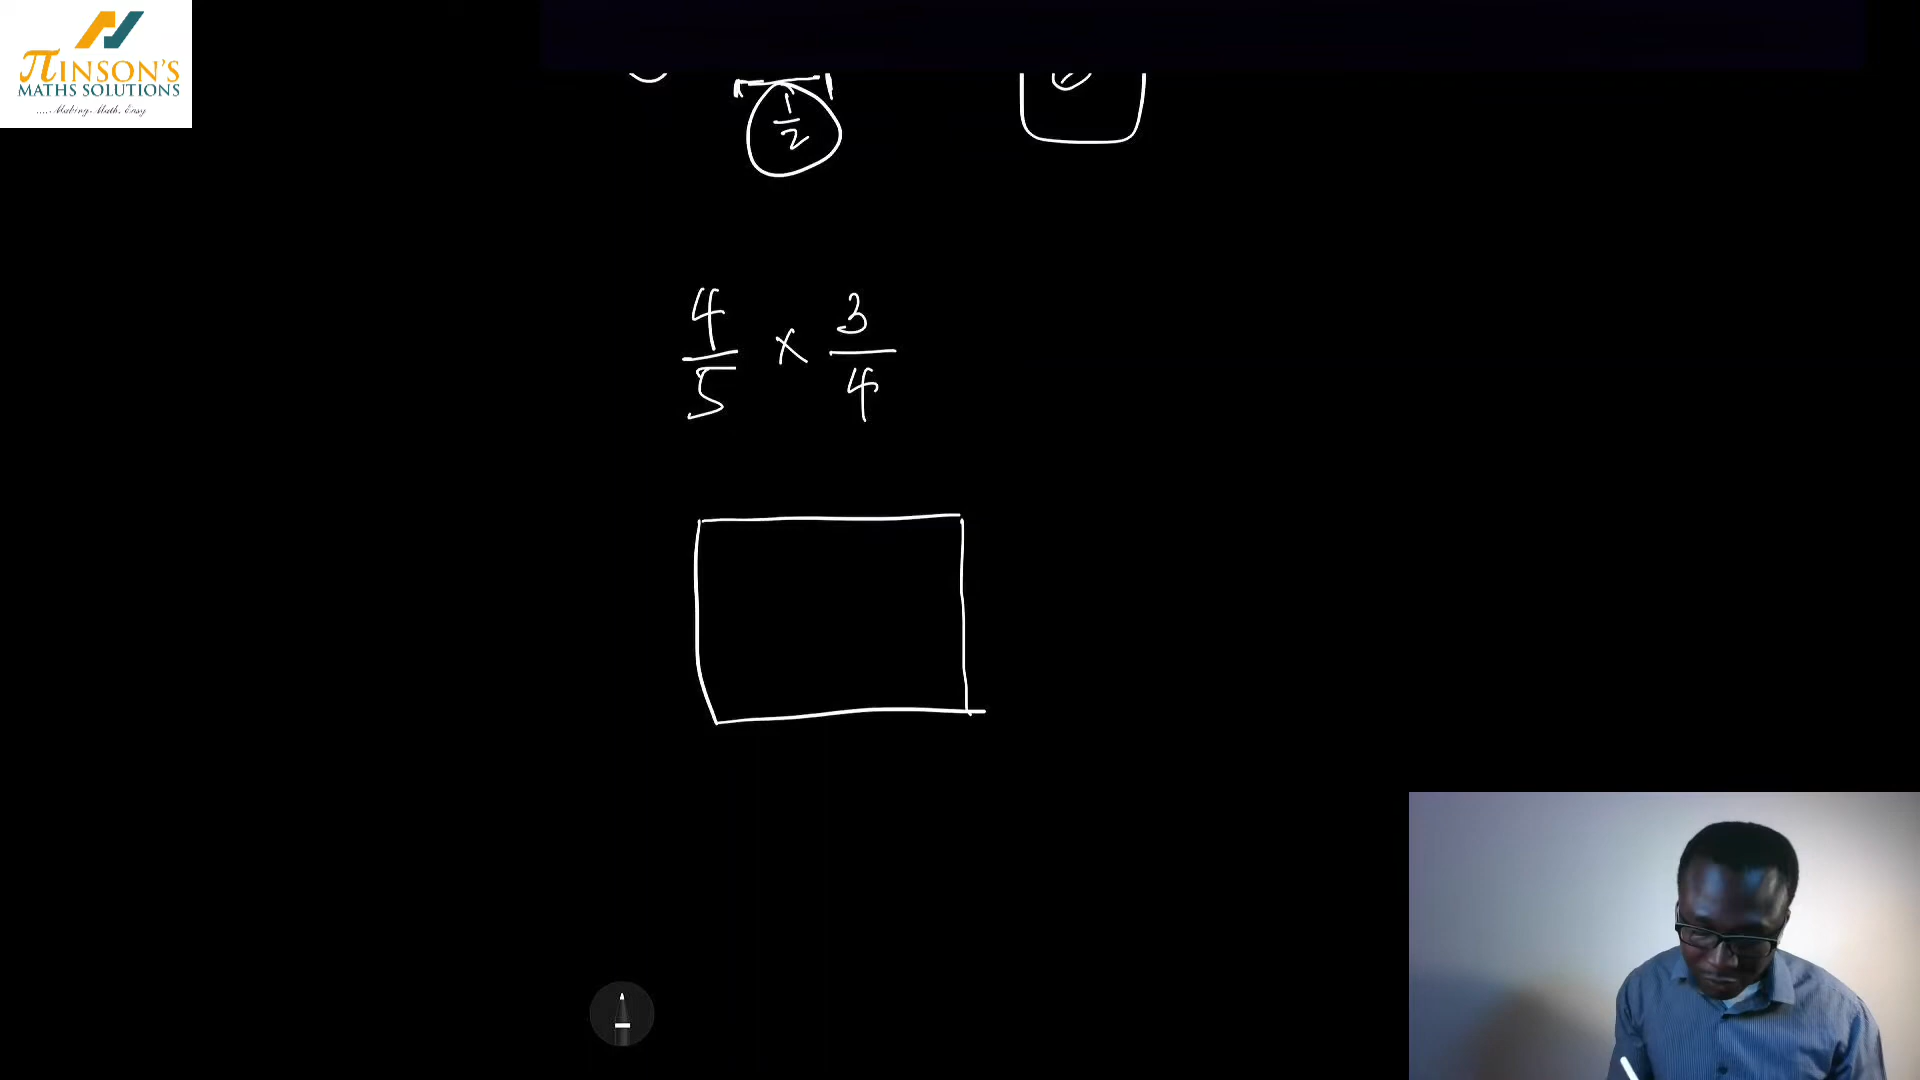 πINSON'S
MATHS SOLUTIONS
....Making Math, Easy
1/2
4/5 × 3/4